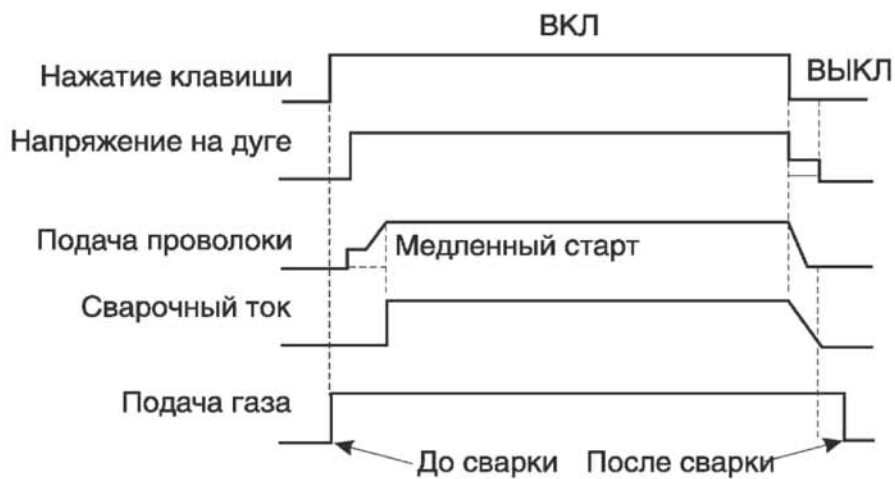 ВКЛ
Нажатие клавиши
ВЫКЛ
Напряжение на дуге
Подача проволоки
Медленный старт
Сварочный ток
Подача газа
До сварки
После сварки